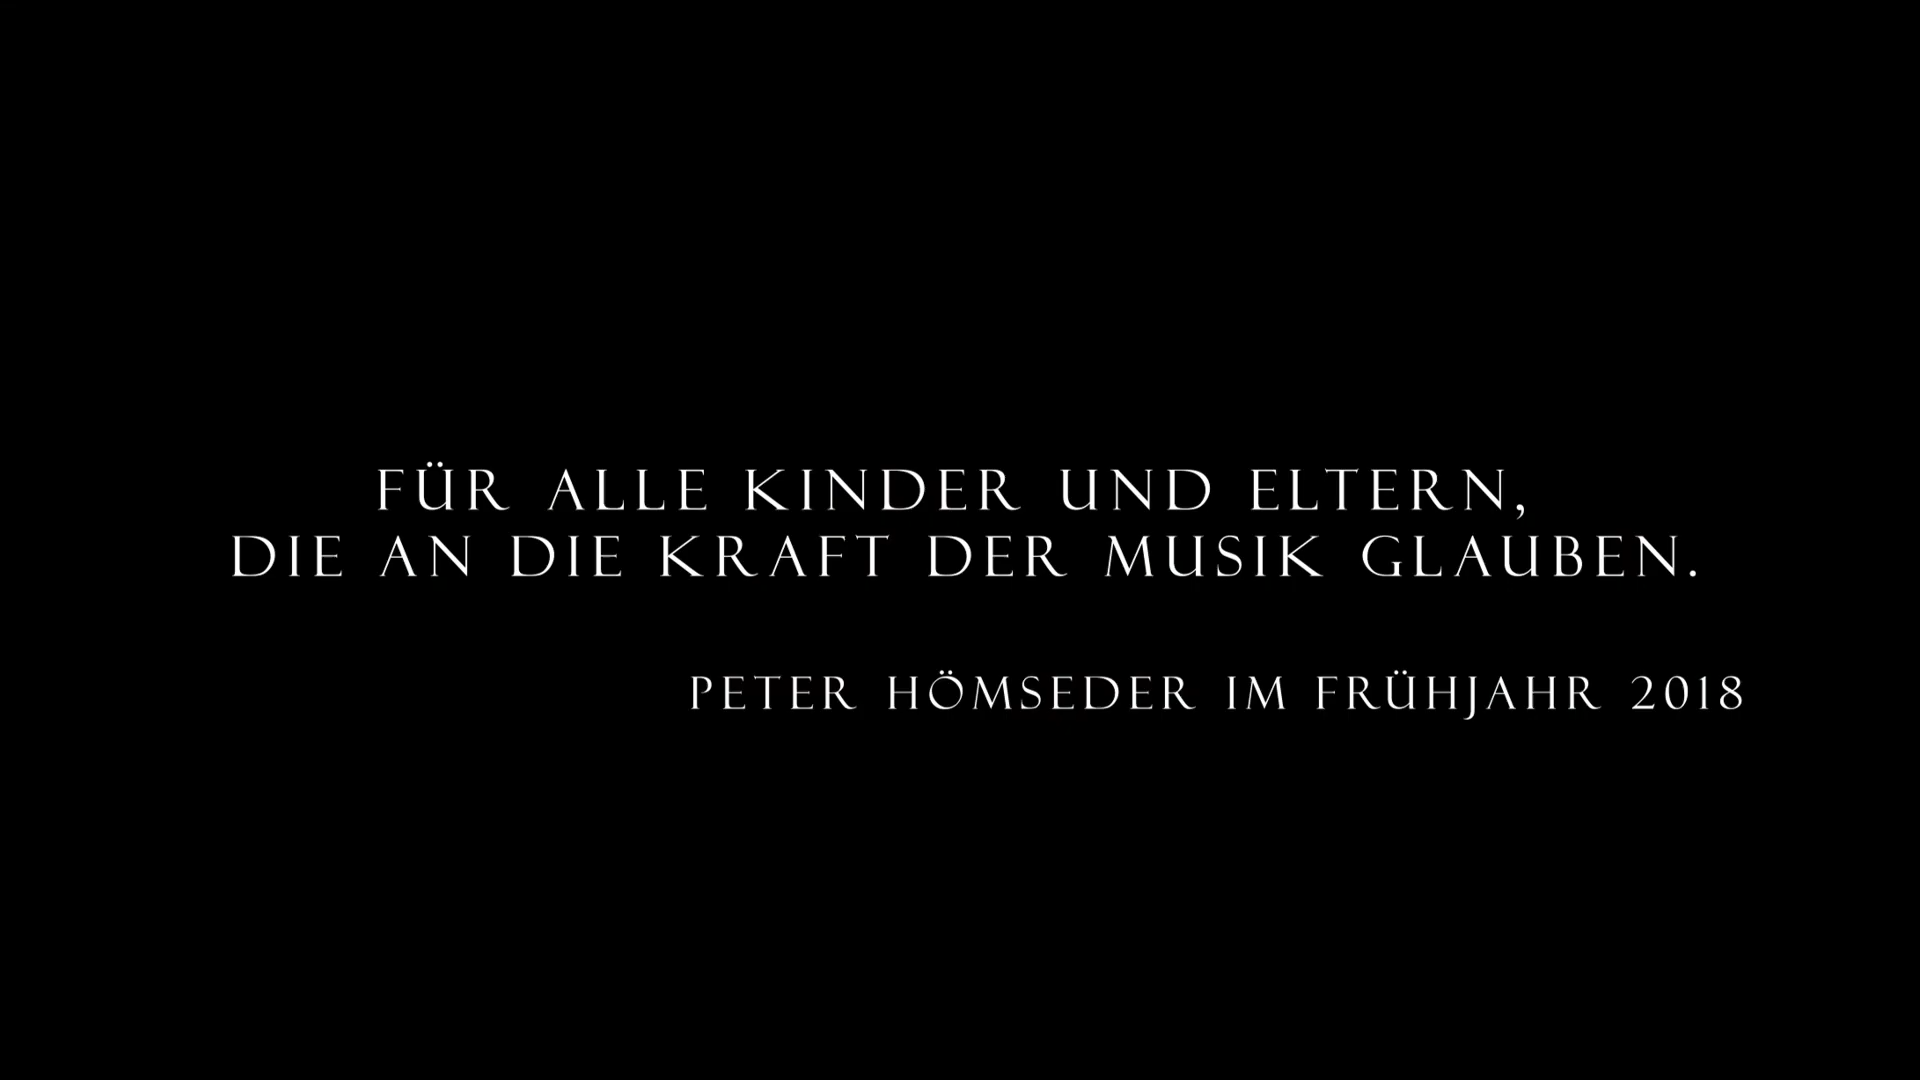 FÜR ALLE KINDER UND ELTERN,
DIE AN DIE KRAFT DER MUSIK GLAUBEN.
PETER HÖMSEDER IM FRÜHJAHR 2018